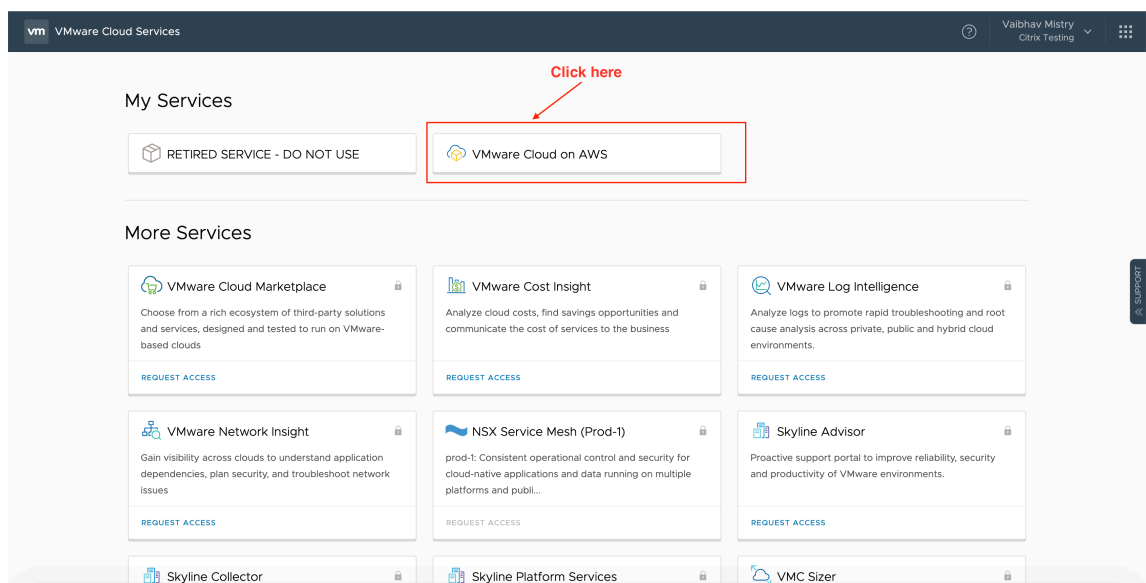 vm VMware Cloud Services
Vaibhav Mistry
Citrix Testing
Click here
My Services
RETIRED SERVICE - DO NOT USE
VMware Cloud on AWS
More Services
VMware Cloud Marketplace
Choose from a rich ecosystem of third-party solutions
and services, designed and tested to run on VMware-
based clouds
REQUEST ACCESS
VMware Cost Insight
Analyze cloud costs, find savings opportunities and
communicate the cost of services to the business
REQUEST ACCESS
VMware Log Intelligence
Analyze logs to promote rapid troubleshooting and root
cause analysis across private, public and hybrid cloud
environments.
REQUEST ACCESS
SUPPORT
VMware Network Insight
Gain visibility across clouds to understand application
dependencies, plan security, and troubleshoot network
issues
REQUEST ACCESS
NSX Service Mesh (Prod-1)
prod-1: Consistent operational control and security for
cloud-native applications and data running on multiple
platforms and publi...
REQUEST ACCESS
Skyline Advisor
Proactive support portal to improve reliability, security
and productivity of VMware environments.
REQUEST ACCESS
Skyline Collector
Skyline Platform Services
VMC Sizer